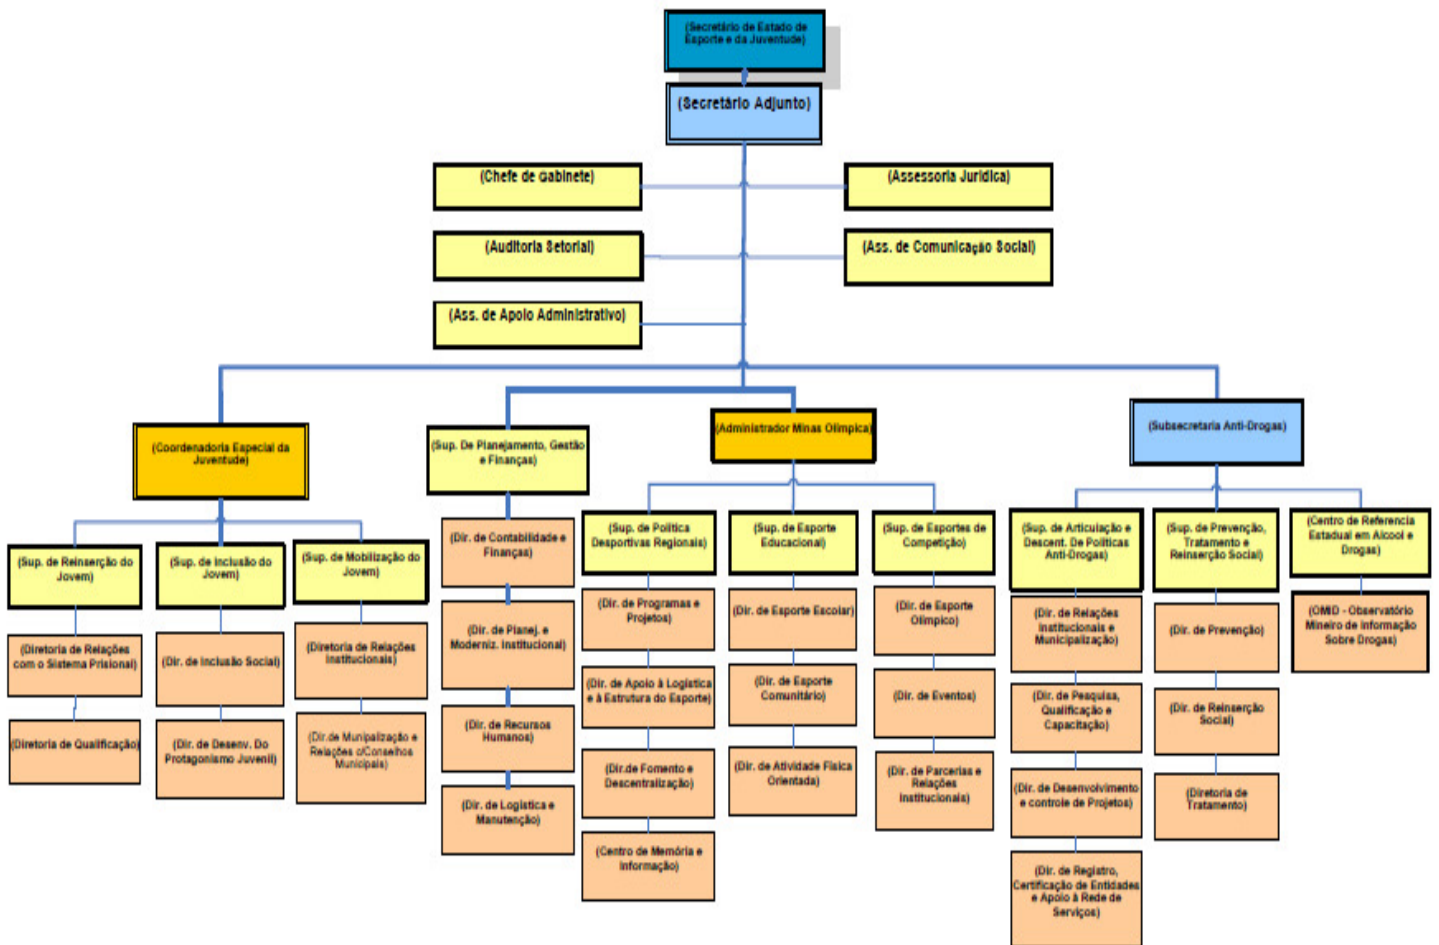 (Secretário de Estado de
Esporte e da Juventude)
(Secretário Adjunto)
(Chefe de Gabinete)
(Assessoria Jurídica)
(Auditoria Setorial)
(Ass. de Comunicação Social)
(Ass. de Apoio Administrativo)
(Coordenadoria Especial da
Juventude)
(Sup. De Planejamento, Gestão
e Finanças)
(Administrador Minas Olímpica)
(Subsecretaria Anti-Drogas)
(Sup. de Reinserção do
Jovem)
(Sup. de Inclusão do
Jovem)
(Sup. de Mobilização do
Jovem)
(Diretoria de Relações
com o Sistema Prisional)
(Dir. de Inclusão Social)
(Diretoria de Relações
Institucionais)
(Diretoria de Qualificação)
(Dir. de Desenv. Do
Protagonismo Juvenil)
(Dir.de Munipalização e
Relações c/Conselhos
Municipais)
(Dir. de Contabilidade e
Finanças)
(Dir. de Planej. e
Moderniz. Institucional)
(Dir. de Recursos
Humanos)
(Dir. de Logística e
Manutenção)
(Sup. de Política
Desportivas Regionais)
(Sup. de Esporte
Educacional)
(Sup. de Esportes de
Competição)
(Dir. de Programas e
Projetos)
(Dir. de Esporte Escolar)
(Dir. de Esporte
Olímpico)
(Dir. de Apoio à Logística
e à Estrutura do Esporte)
(Dir. de Esporte
Comunitário)
(Dir. de Eventos)
(Dir.de Fomento e
Descentralização)
(Dir. de Atividade Física
Orientada)
(Dir. de Parcerias e
Relações
Institucionais)
(Centro de Memória e
Informação)
(Sup. de Articulação e
Descent. De Políticas
Anti-Drogas)
(Sup. de Prevenção,
Tratamento e
Reinserção Social)
(Centro de Referencia
Estadual em Alcool e
Drogas)
(Dir. de Relações
Institucionais e
Municipalização)
(Dir. de Prevenção)
(OMID - Observatório
Mineiro de Informação
Sobre Drogas)
(Dir. de Pesquisa,
Qualificação e
Capacitação)
(Dir. de Reinserção
Social)
(Dir. de Desenvolvimento
e controle de Projetos)
(Diretoria de
Tratamento)
(Dir. de Registro,
Certificação de Entidades
e Apoio à Rede de
Serviços)